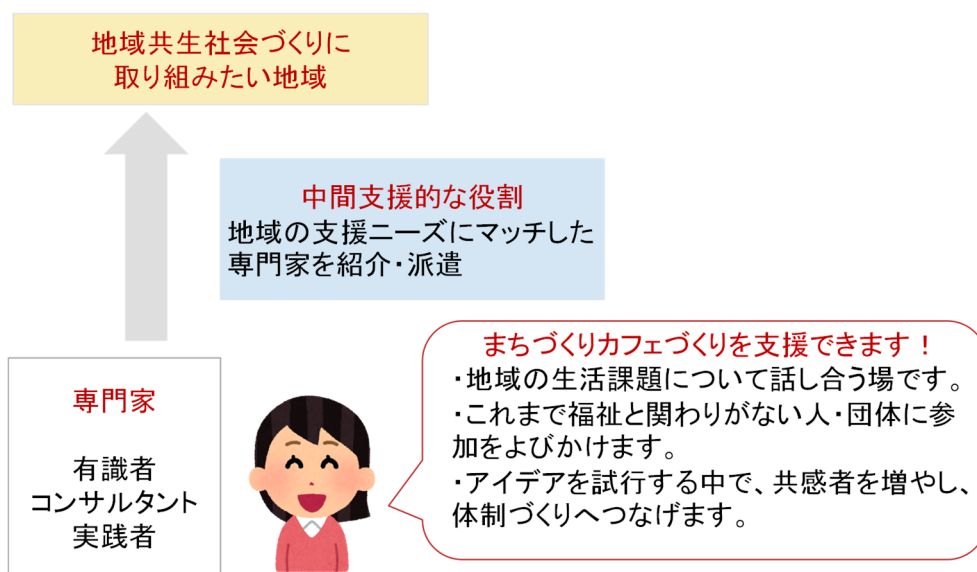 地域共生社会づくりに
取り組みたい地域
中間支援的な役割
地域の支援ニーズにマッチした
専門家を紹介・派遣
専門家
有識者
コンサルタント
実践者
まちづくりカフェづくりを支援できます！
・地域の生活課題について話し合う場です。
・これまで福祉と関わりがない人・団体に参
加をよびかけます。
・アイデアを試行する中で、共感者を増やし、
体制づくりへつなげます。